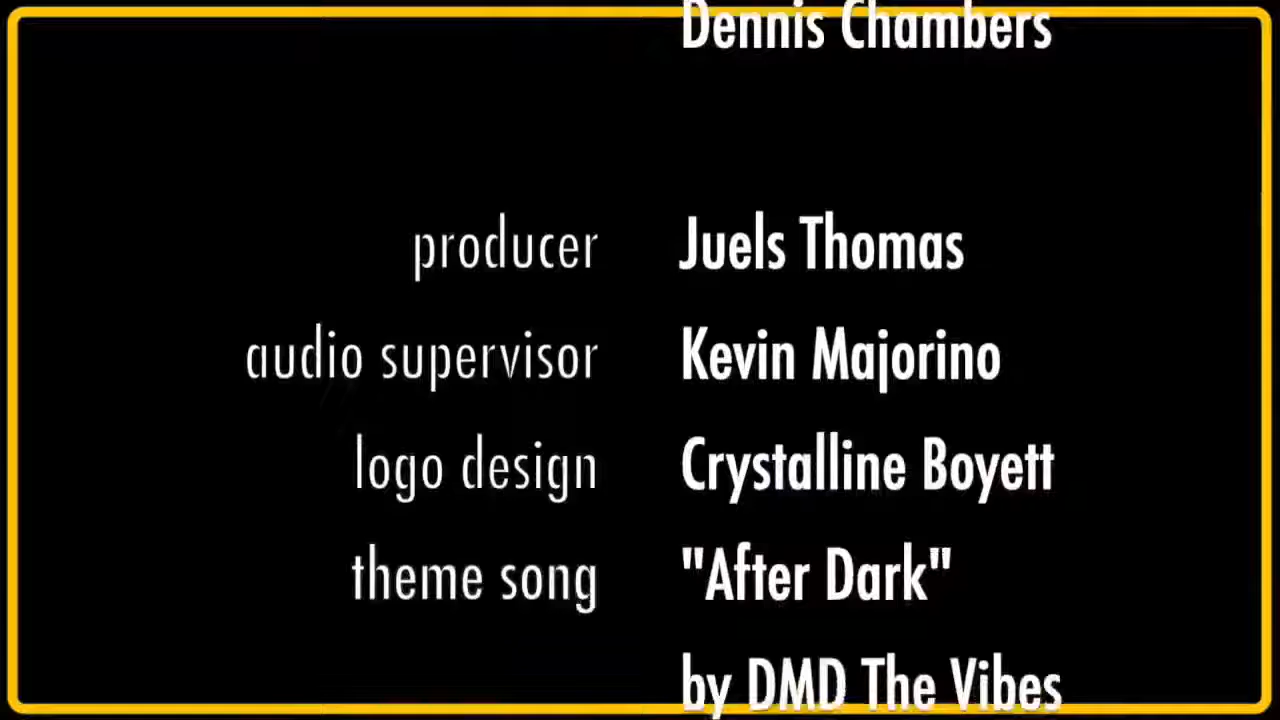 Dennis Chambers
producer Juels Thomas
audio supervisor Kevin Majorino
logo design Crystalline Boyett
theme song "After Dark"
by DMD The Vibes